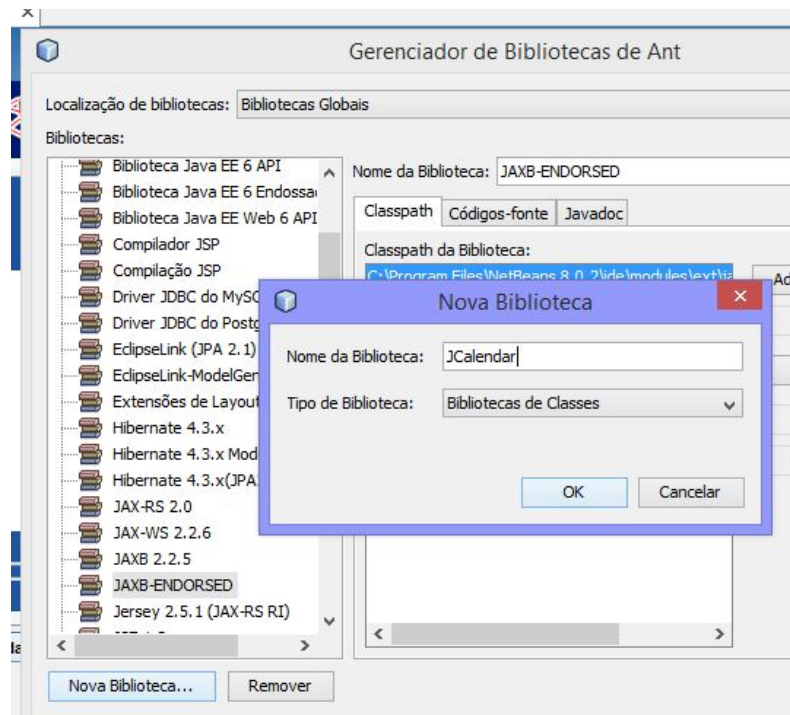 Gerenciador de Bibliotecas de Ant
Localização de bibliotecas: Bibliotecas Globais
Bibliotecas:
Biblioteca Java EE 6 API
Biblioteca Java EE 6 Endossa
Biblioteca Java EE Web 6 API
Compilador JSP
Compilação JSP
Driver JDBC do MySQ
Driver JDBC do Postg
EclipseLink (JPA 2.1)
EclipseLink-ModelGen
Extensões de Layout
Hibernate 4.3.x
Hibernate 4.3.x Mod
Hibernate 4.3.x(JPA
JAX-RS 2.0
JAX-WS 2.2.6
JAXB 2.2.5
JAXB-ENDORSED
Jersey 2.5.1 (JAX-RS RI)
Nome da Biblioteca: JAXB-ENDORSED
Classpath Códigos-fonte Javadoc
Classpath da Biblioteca:
C:\Program Files\NetBeans 8.0.2\ide\modules\ext\ja
Ad
Nova Biblioteca
Nome da Biblioteca: JCalendar
Tipo de Biblioteca: Bibliotecas de Classes
OK Cancelar
Nova Biblioteca... Remover